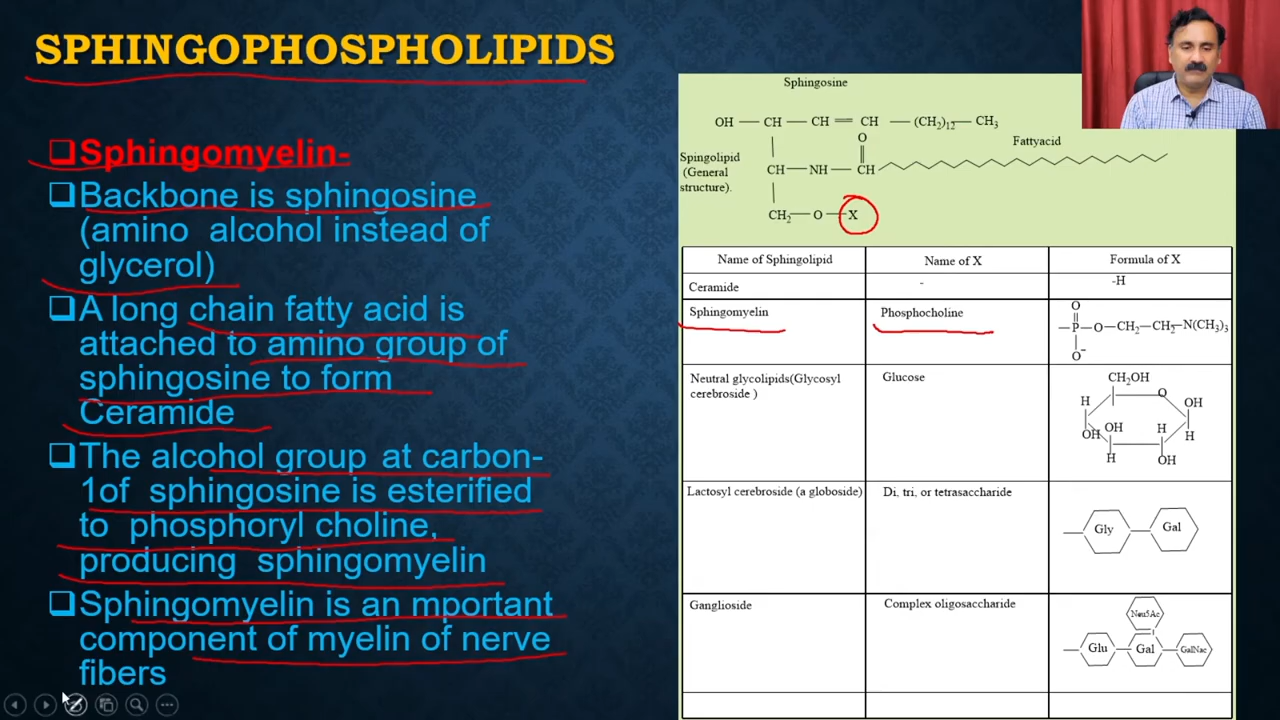 SPHINGOPHOSPHOLIPIDS
Sphingomyelin-
Backbone is sphingosine
(amino alcohol instead of
glycerol)
A long chain fatty acid is
attached to amino group of
sphingosine to form
Ceramide
The alcohol group at carbon-
1of sphingosine is esterified
to phosphoryl choline,
producing sphingomyelin
Sphingomyelin is an mportant
component of myelin of nerve
fibers
Sphingosine
OH — CH — CH = CH — (CH2)12 — CH3
O
Fattyacid
Spingolipid
(General
structure).
CH — NH — CH
CH2 — O — X
Name of Sphingolipid Name of X Formula of X
Ceramide - -H
Sphingomyelin Phosphocholine
O
—P—O—CH2—CH2—N(CH3)3
O-
Neutral glycolipids(Glycosyl
cerebroside )
Glucose
CH2OH
O
H OH
OH OH H H
H OH
Lactosyl cerebroside (a globoside) Di, tri, or tetrasaccharide
Gly Gal
Ganglioside Complex oligosaccharide
Neu5Ac
Glu Gal GalNac